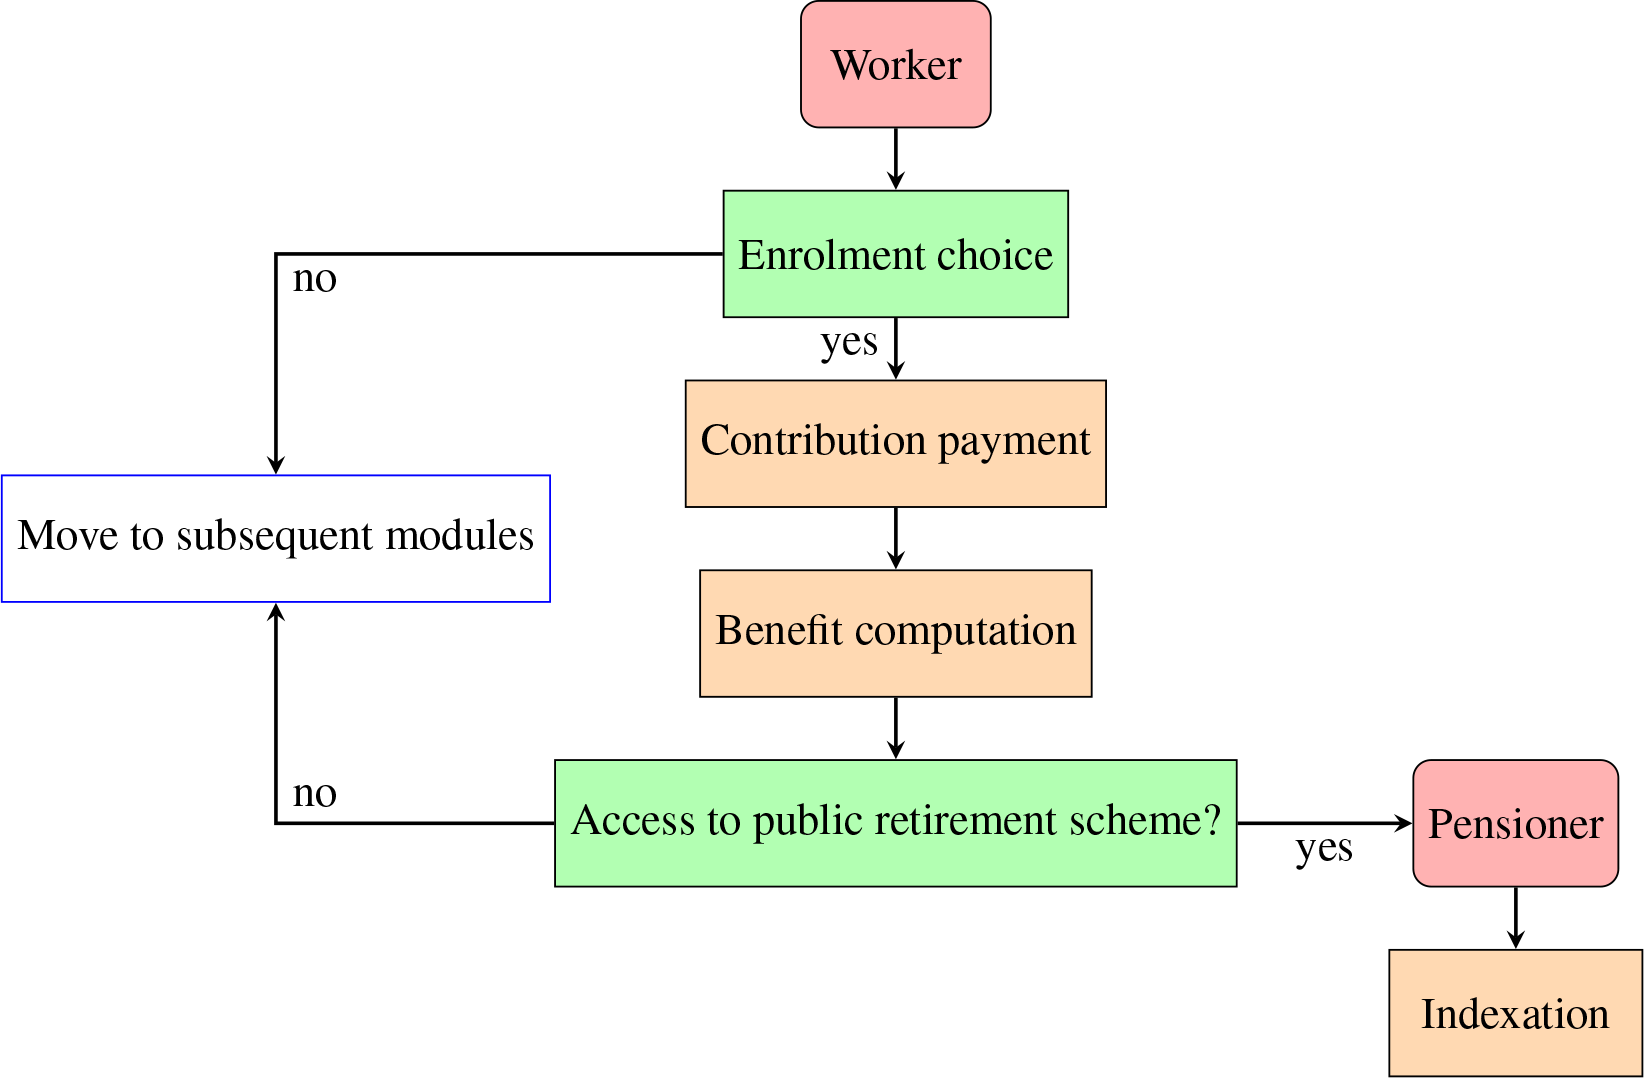 Worker
Enrolment choice
no
yes
Contribution payment
Move to subsequent modules
Benefit computation
no
Access to public retirement scheme?
yes
Pensioner
Indexation